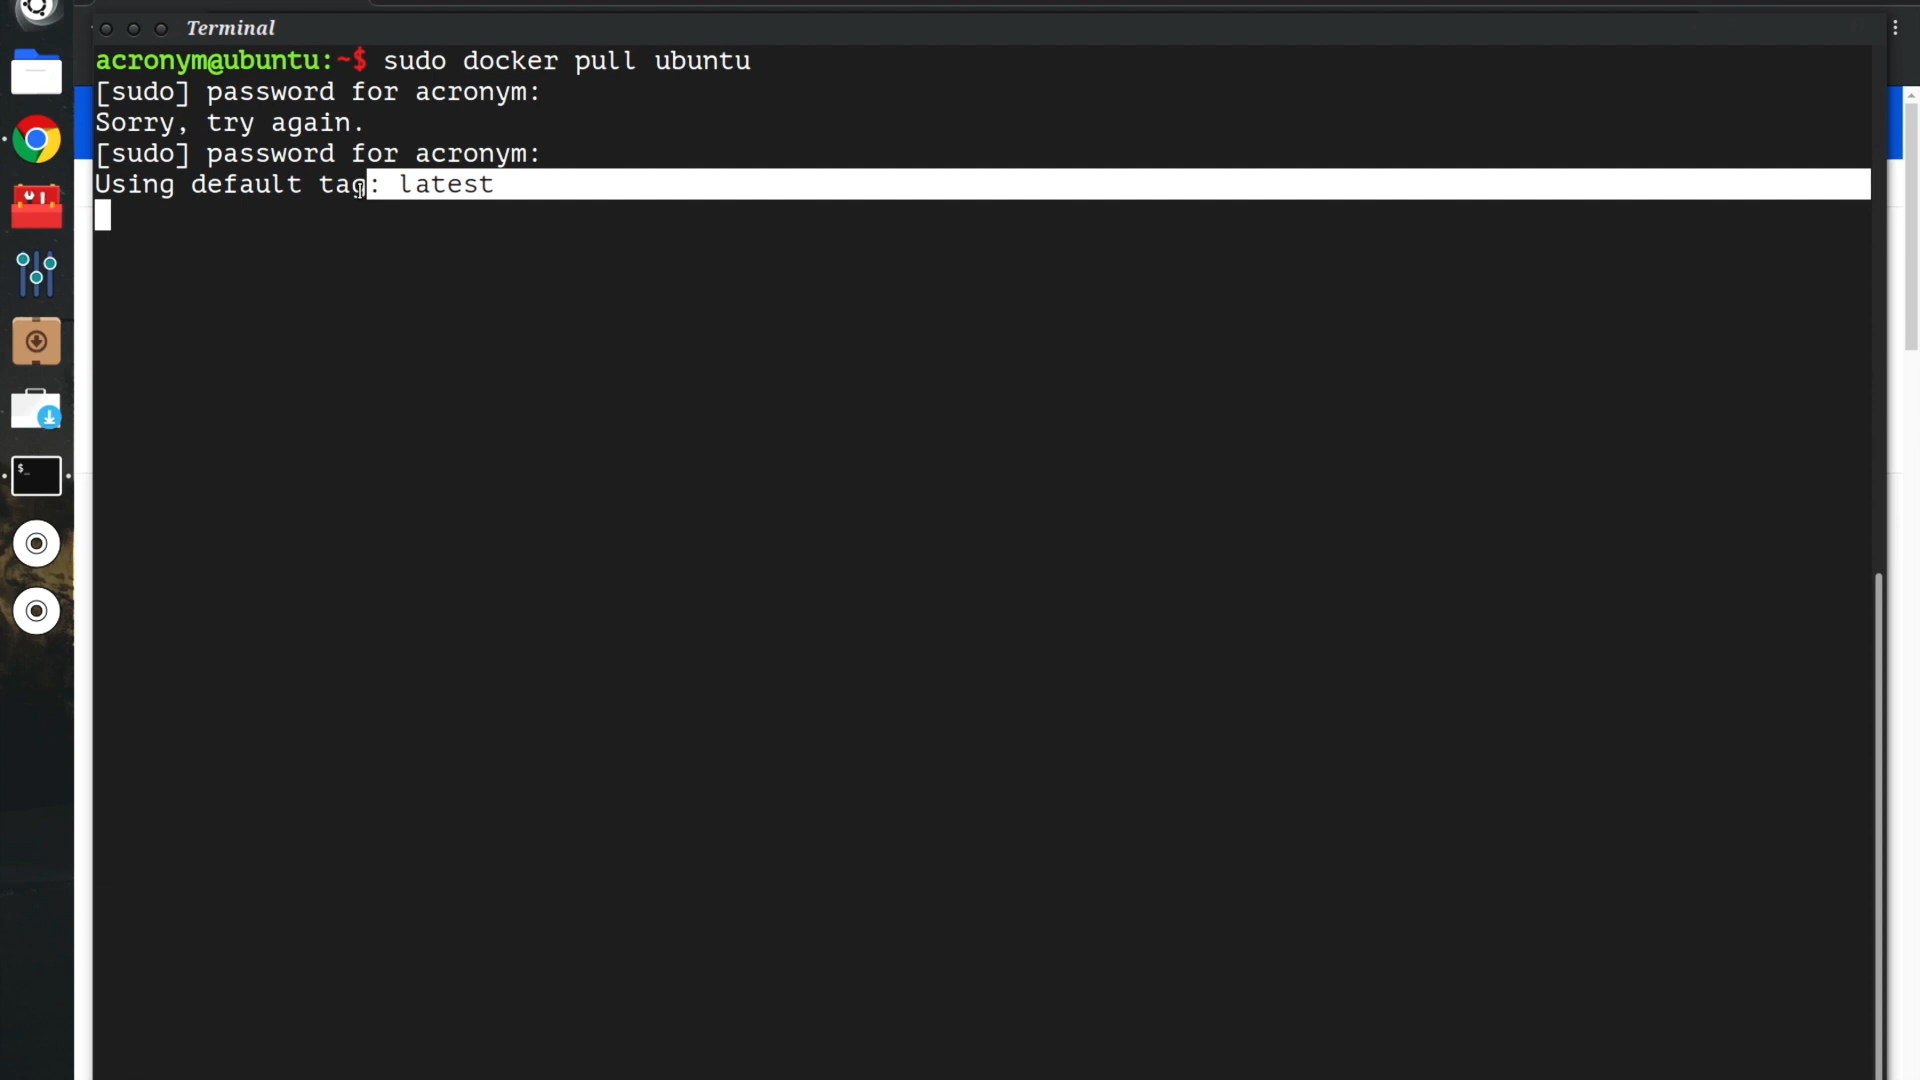 Terminal
acronym@ubuntu:~$ sudo docker pull ubuntu
[sudo] password for acronym:
Sorry, try again.
[sudo] password for acronym:
Using default tag: latest
$_